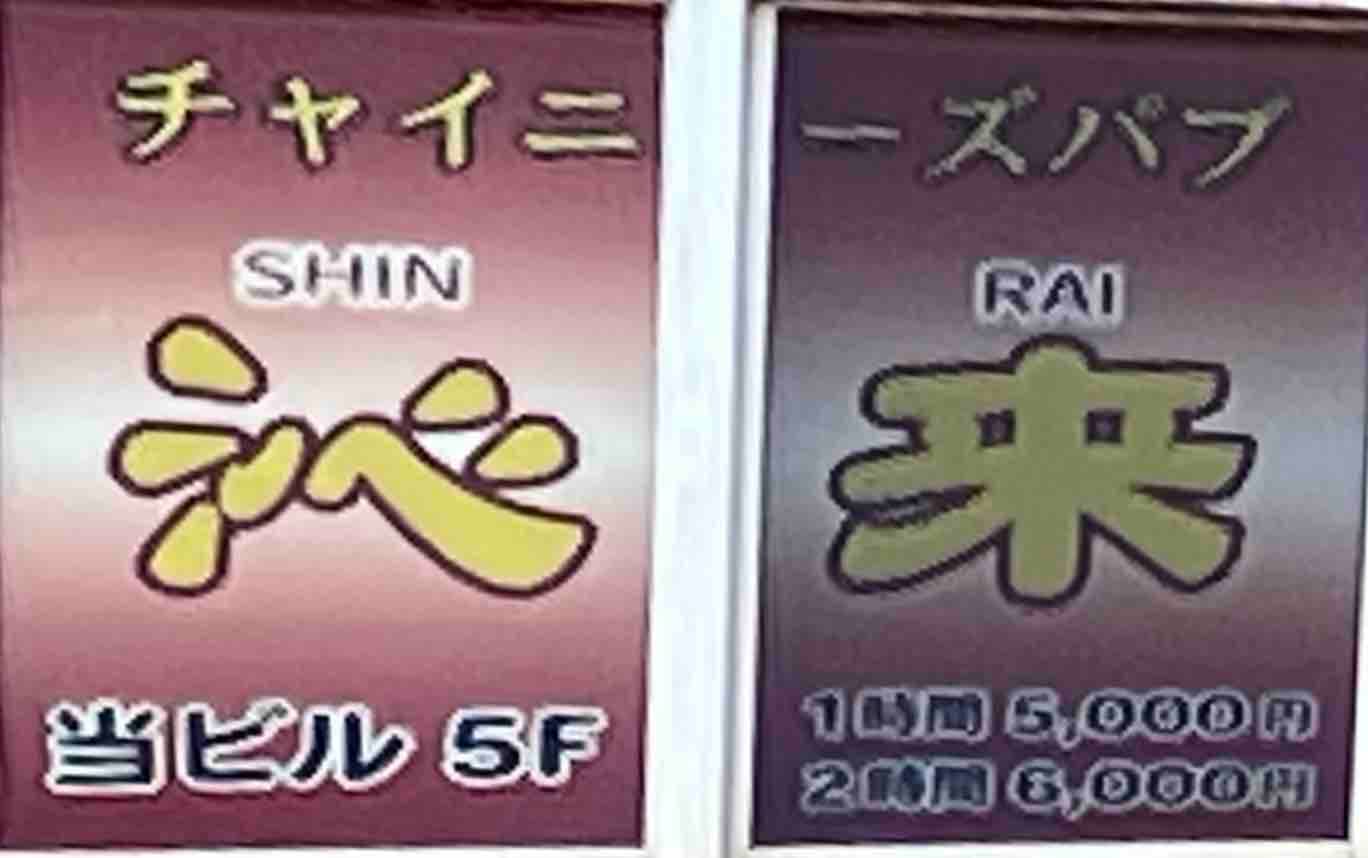 チャイニーズパブ
SHIN RAI
沁来
当ビル 5F
1時間 5,000円
2時間 6,000円